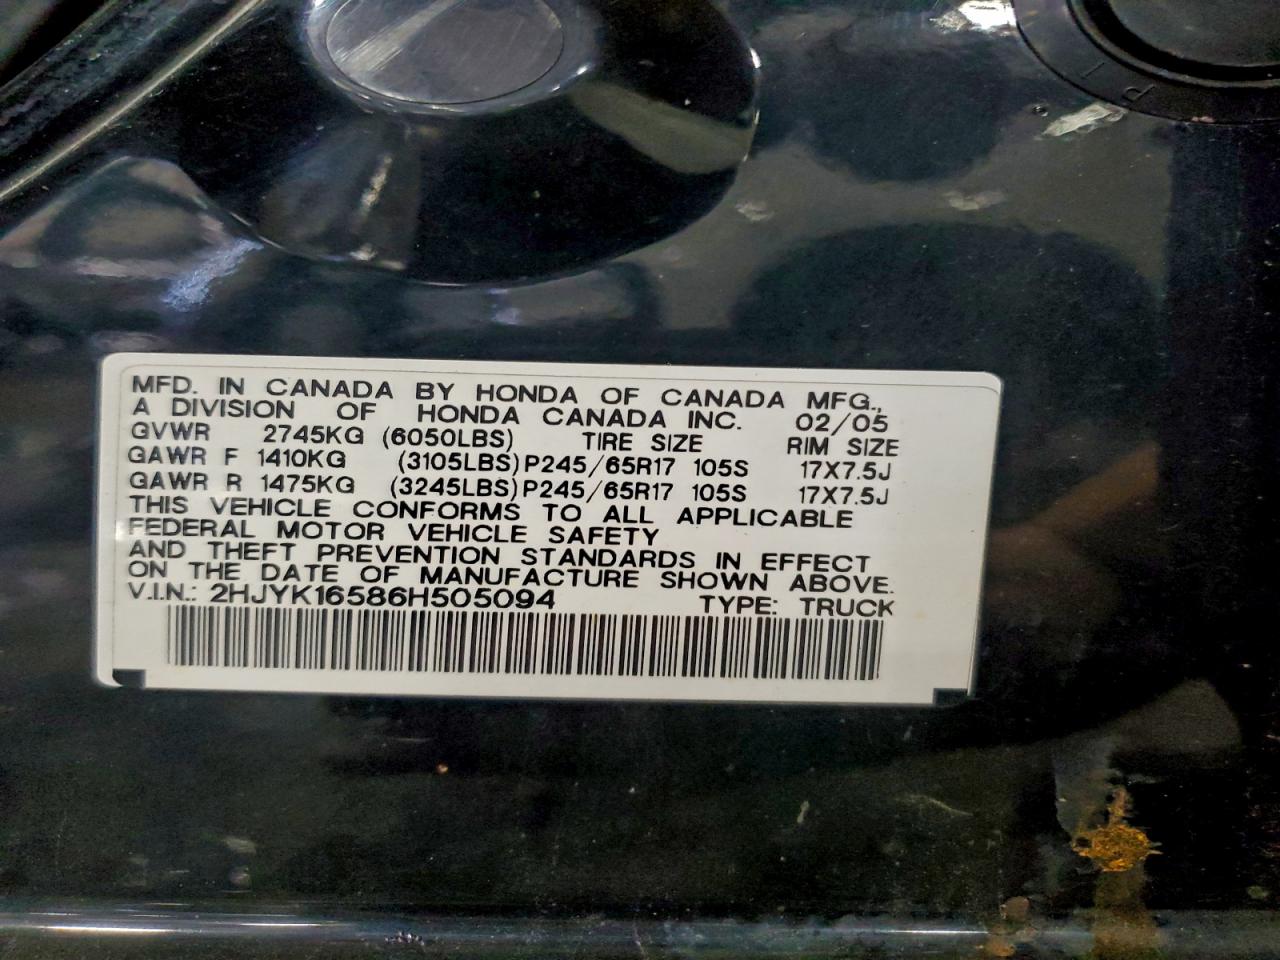 P I
MFD. IN CANADA BY HONDA OF CANADA MFG.,
A DIVISION OF HONDA CANADA INC. 02/05
GVWR 2745KG (6050LBS) TIRE SIZE RIM SIZE
GAWR F 1410KG (3105LBS) P245/65R17 105S 17X7.5J
GAWR R 1475KG (3245LBS) P245/65R17 105S 17X7.5J
THIS VEHICLE CONFORMS TO ALL APPLICABLE
FEDERAL MOTOR VEHICLE SAFETY
AND THEFT PREVENTION STANDARDS IN EFFECT
ON THE DATE OF MANUFACTURE SHOWN ABOVE.
V.I.N.: 2HJYK16586H505094 TYPE: TRUCK